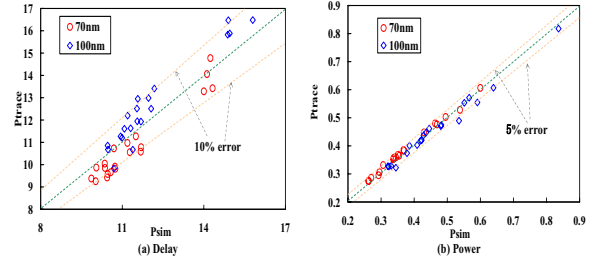 17
16
15
14
13
12
11
10
9
8
Ptrace
70nm
100nm
10% error
8 11 14 17
Psim
(a) Delay
0.9
0.8
0.7
0.6
0.5
0.4
0.3
0.2
Ptrace
70nm
100nm
5% error
0.2 0.3 0.4 0.5 0.6 0.7 0.8 0.9
Psim
(b) Power